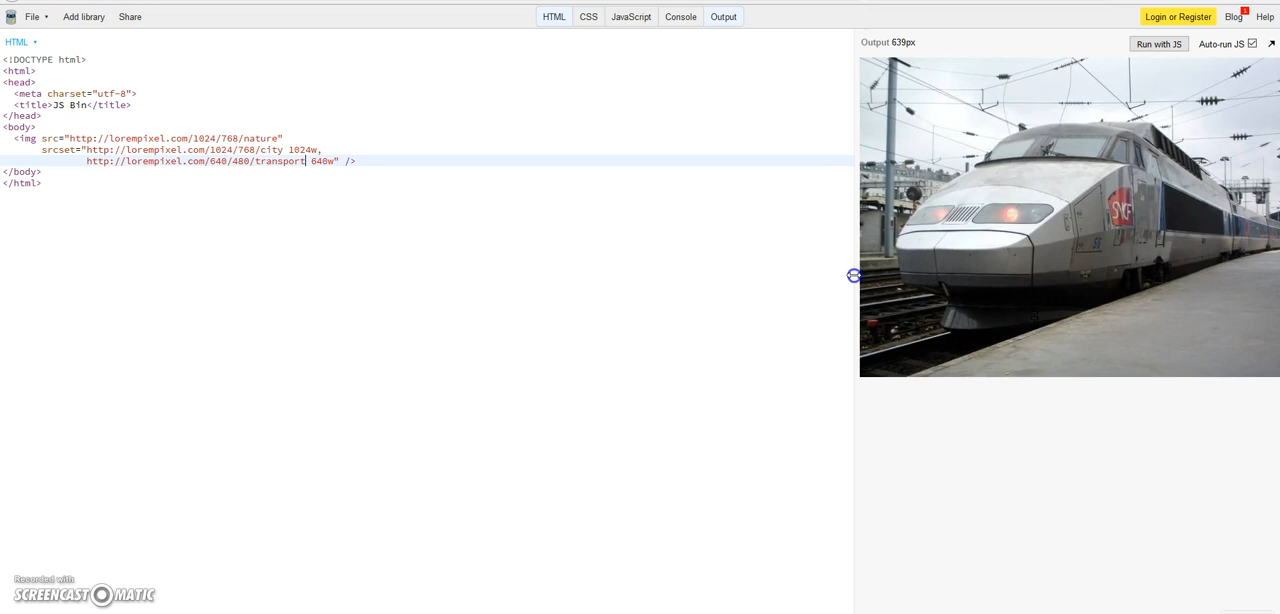 File ▾ Add library Share HTML CSS JavaScript Console Output Login or Register Blog 1 Help
HTML ▾
Output 639px Run with JS Auto-run JS
<!DOCTYPE html>
<html>
<head>
<meta charset="utf-8">
<title>JS Bin</title>
</head>
<body>
<img src="http://lorempixel.com/1024/768/nature"
srcset="http://lorempixel.com/1024/768/city 1024w,
http://lorempixel.com/640/480/transport 640w" />
</body>
</html>
SNCF
Recorded with
SCREENCAST MATIC